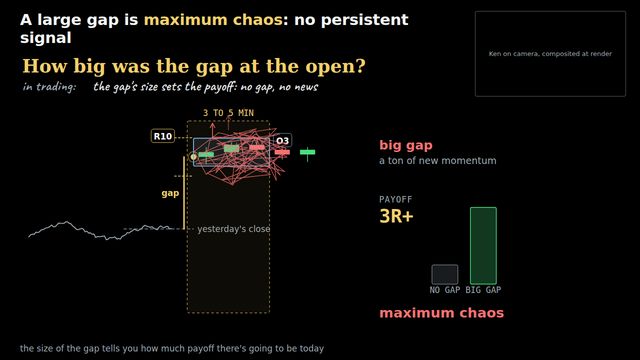 A large gap is maximum chaos: no persistent
signal
Ken on camera, composited at render
How big was the gap at the open?
in trading: the gap's size sets the payoff: no gap, no news
3 TO 5 MIN
R10
O3
gap
yesterday's close
big gap
a ton of new momentum
PAYOFF
3R+
NO GAP
BIG GAP
maximum chaos
the size of the gap tells you how much payoff there's going to be today